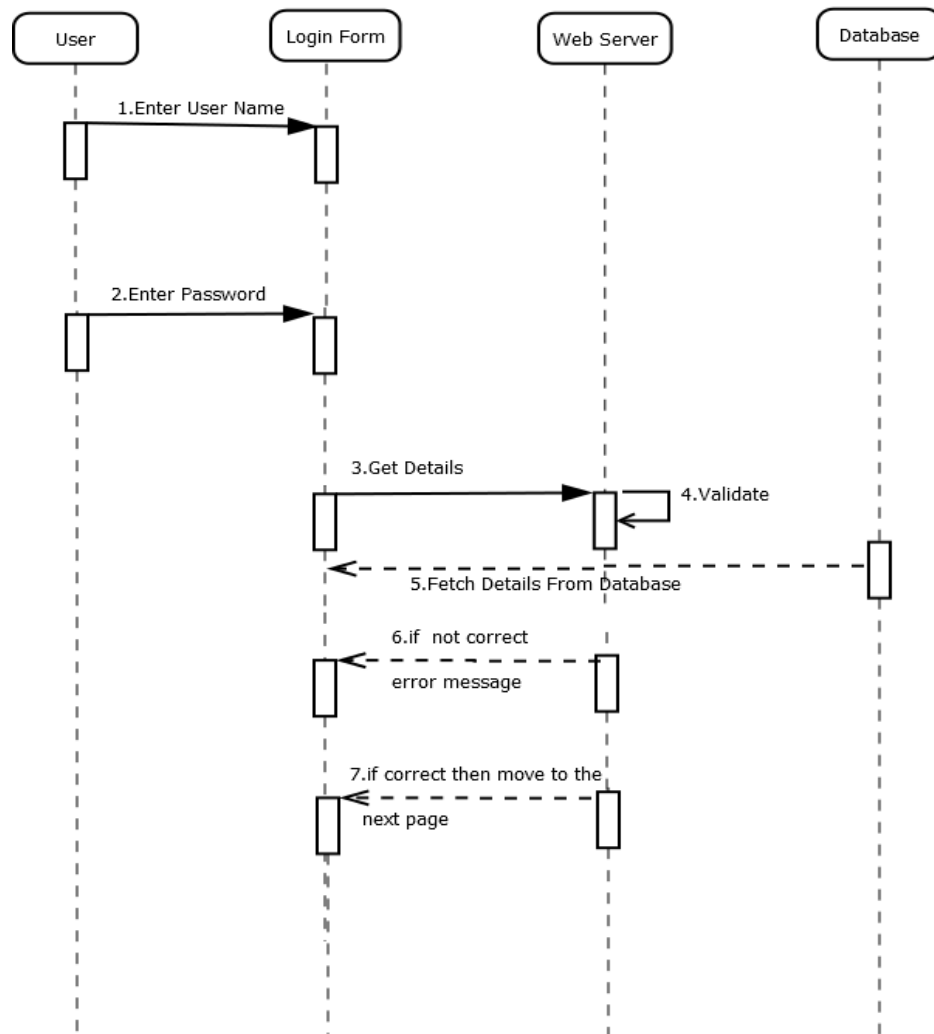 User
Login Form
Web Server
Database
1.Enter User Name
2.Enter Password
3.Get Details
4.Validate
5.Fetch Details From Database
6.if  not correct
error message
7.if correct then move to the
next page